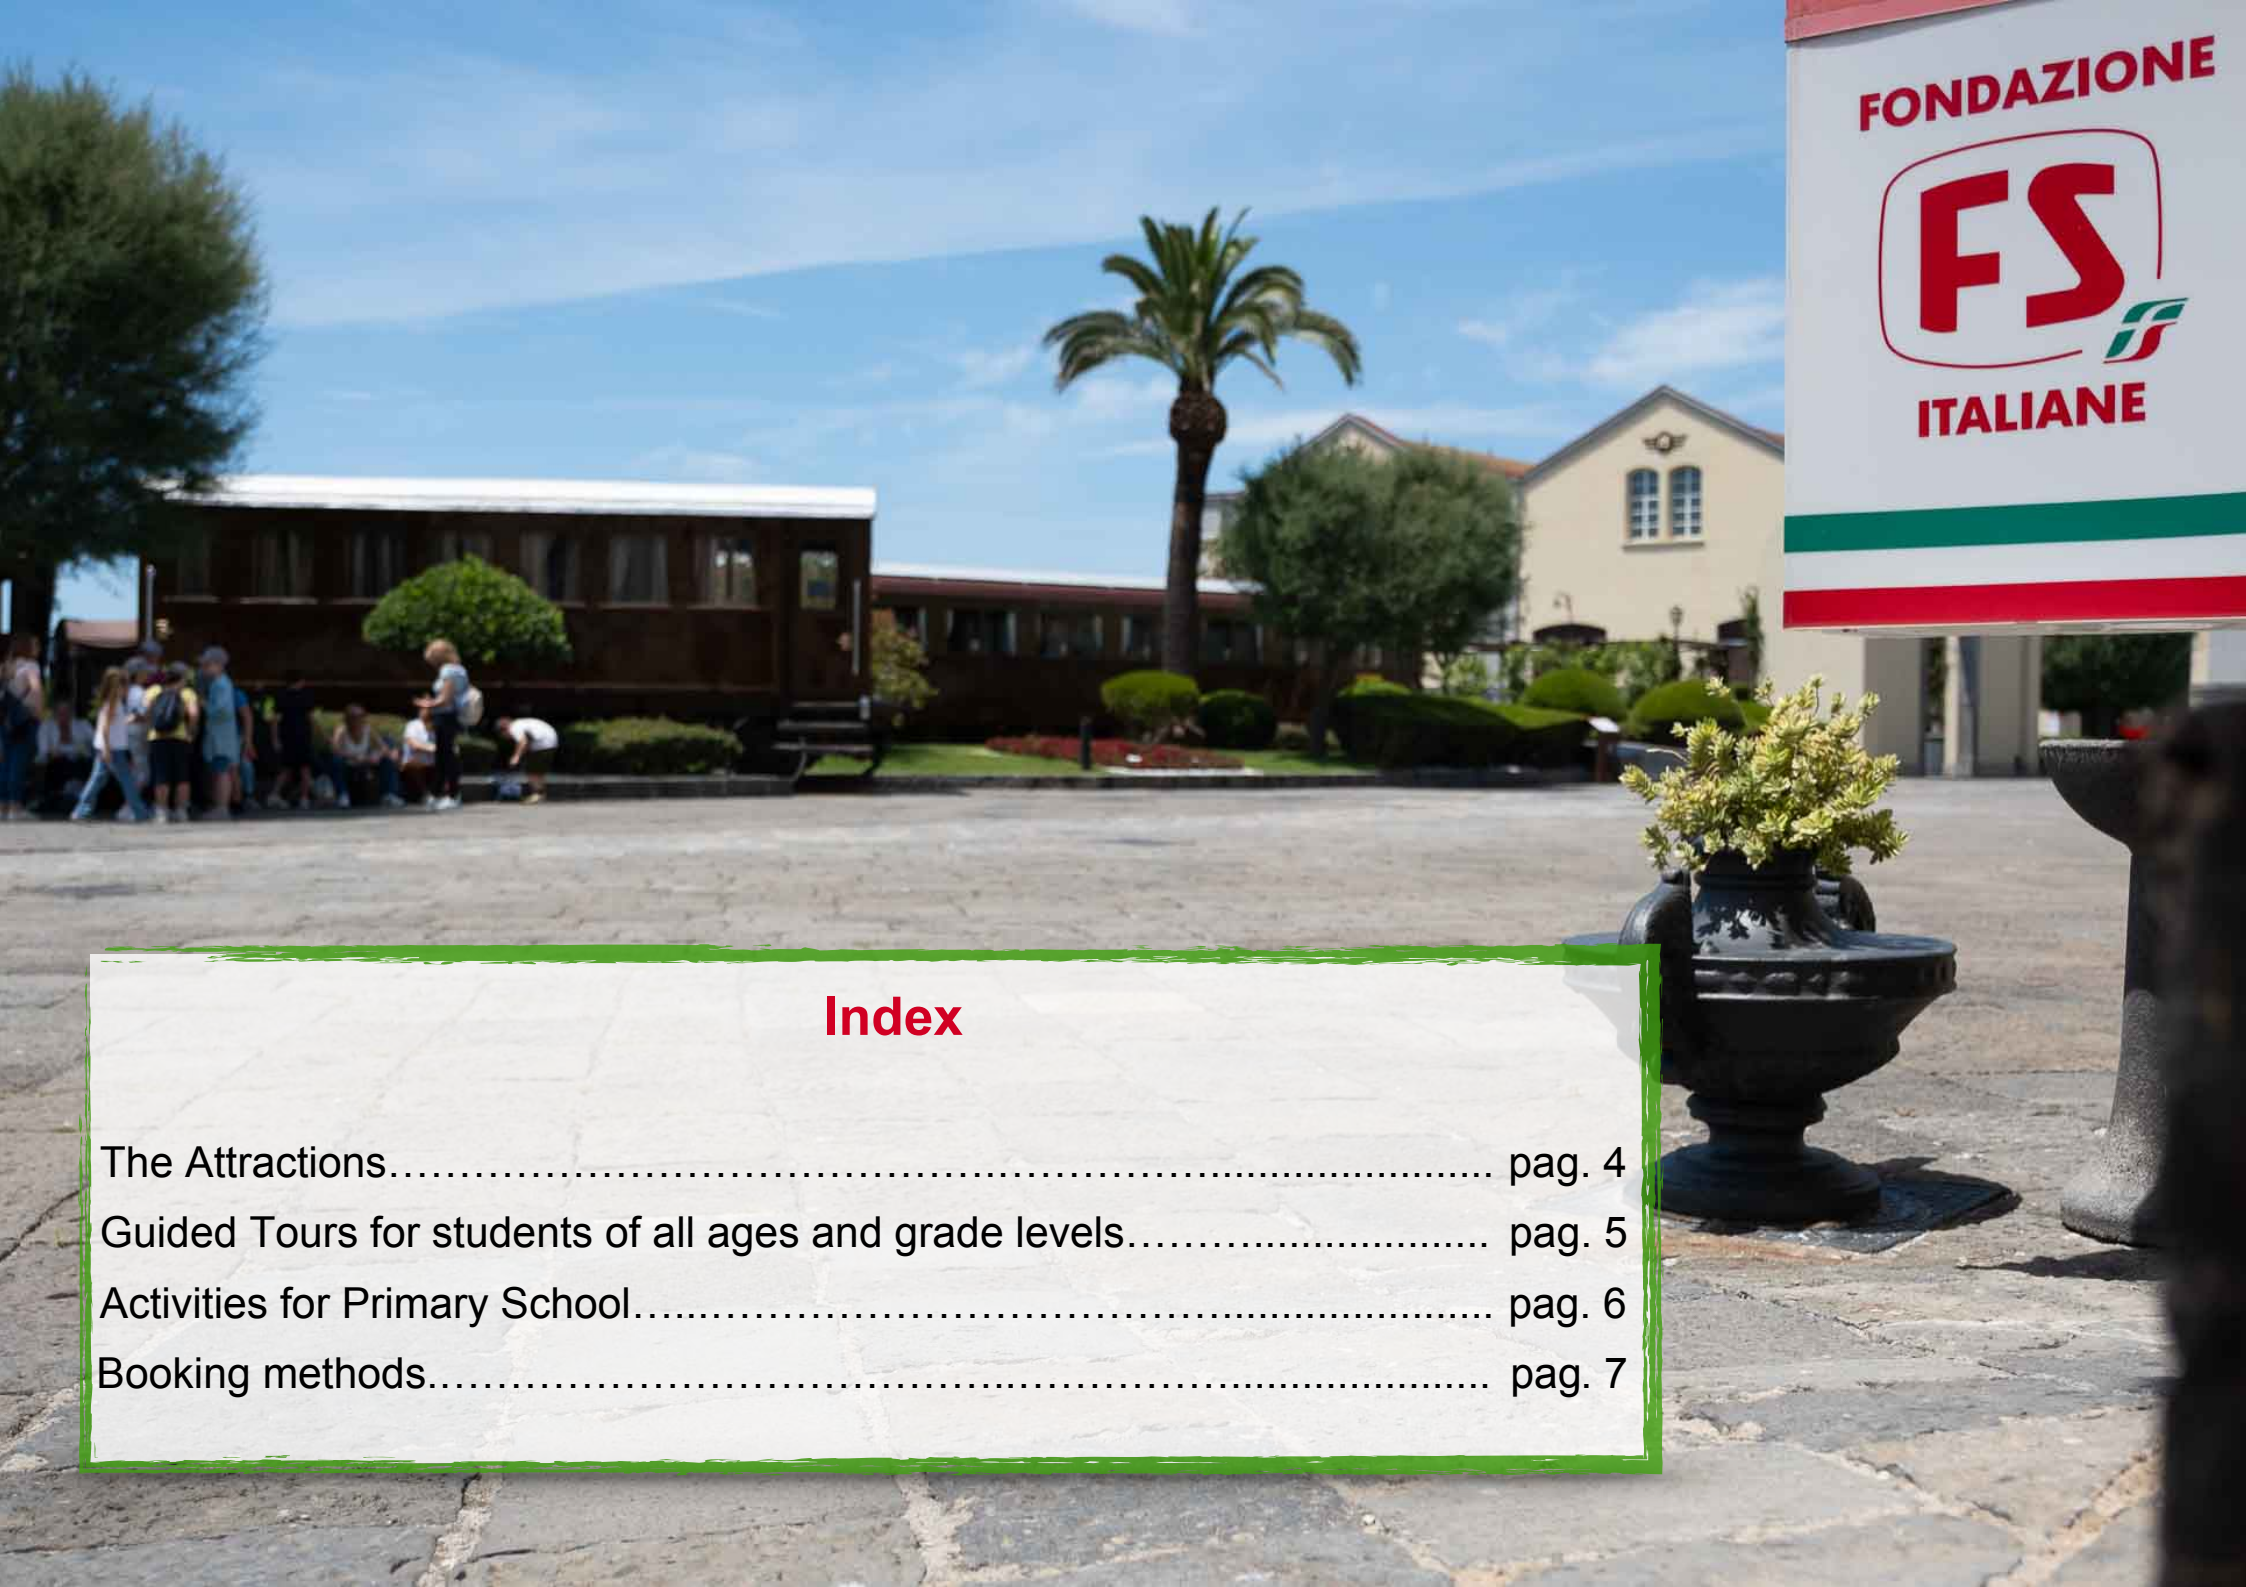 FONDAZIONE
FS
ITALIANE
Index
The Attractions……………………………………………………......................... pag. 4
Guided Tours for students of all ages and grade levels………................... pag. 5
Activities for Primary School…...………………………………...................... pag. 6
Booking methods………………………………………..……………..................... pag. 7